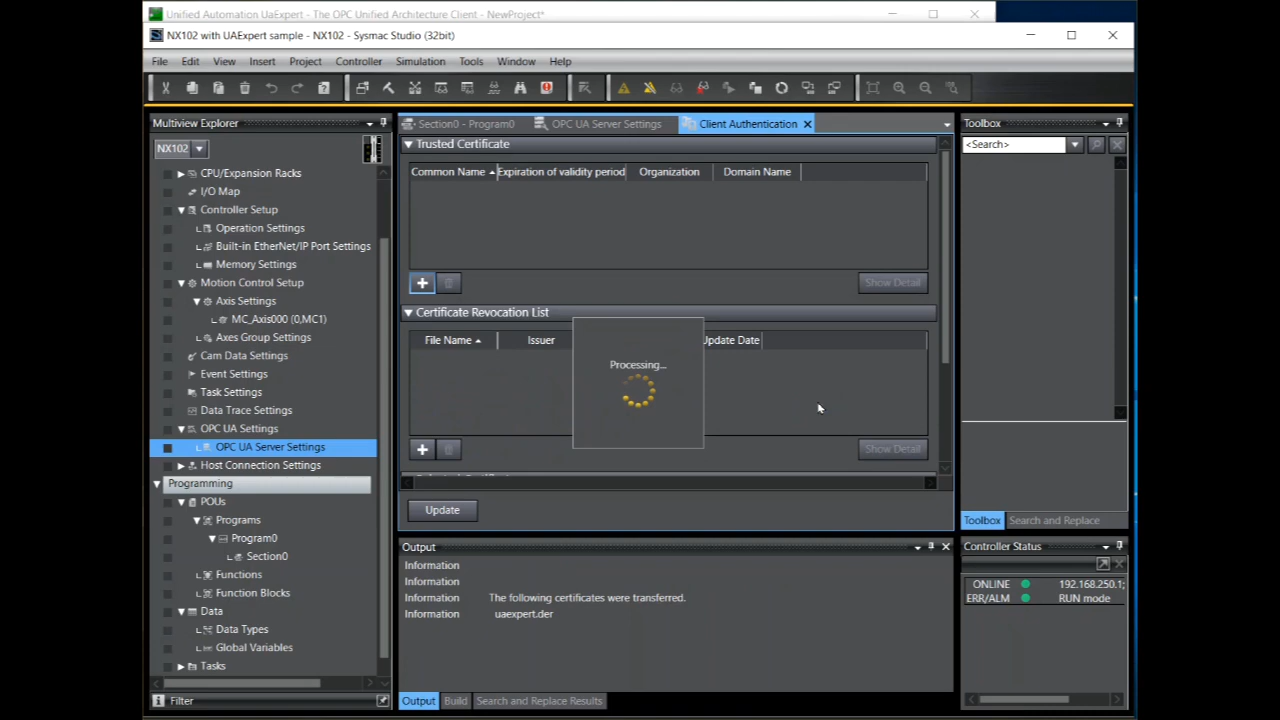 Unified Automation UaExpert - The OPC Unified Architecture Client - NewProject*
NX102 with UAExpert sample - NX102 - Sysmac Studio (32bit)
File Edit View Insert Project Controller Simulation Tools Window Help
Multiview Explorer
NX102
CPU/Expansion Racks
I/O Map
Controller Setup
Operation Settings
Built-in EtherNet/IP Port Settings
Memory Settings
Motion Control Setup
Axis Settings
MC_Axis000 (0,MC1)
Axes Group Settings
Cam Data Settings
Event Settings
Task Settings
Data Trace Settings
OPC UA Settings
OPC UA Server Settings
Host Connection Settings
Programming
POUs
Programs
Program0
Section0
Functions
Function Blocks
Data
Data Types
Global Variables
Tasks
Filter
Section0 - Program0 OPC UA Server Settings Client Authentication
Trusted Certificate
Common Name Expiration of validity period Organization Domain Name
Show Detail
Certificate Revocation List
File Name Issuer Update Date
Processing...
Show Detail
Update
Output
Information
Information
Information The following certificates were transferred.
Information uaexpert.der
Output Build Search and Replace Results
Toolbox
<Search>
Toolbox Search and Replace
Controller Status
ONLINE 192.168.250.1;
ERR/ALM RUN mode